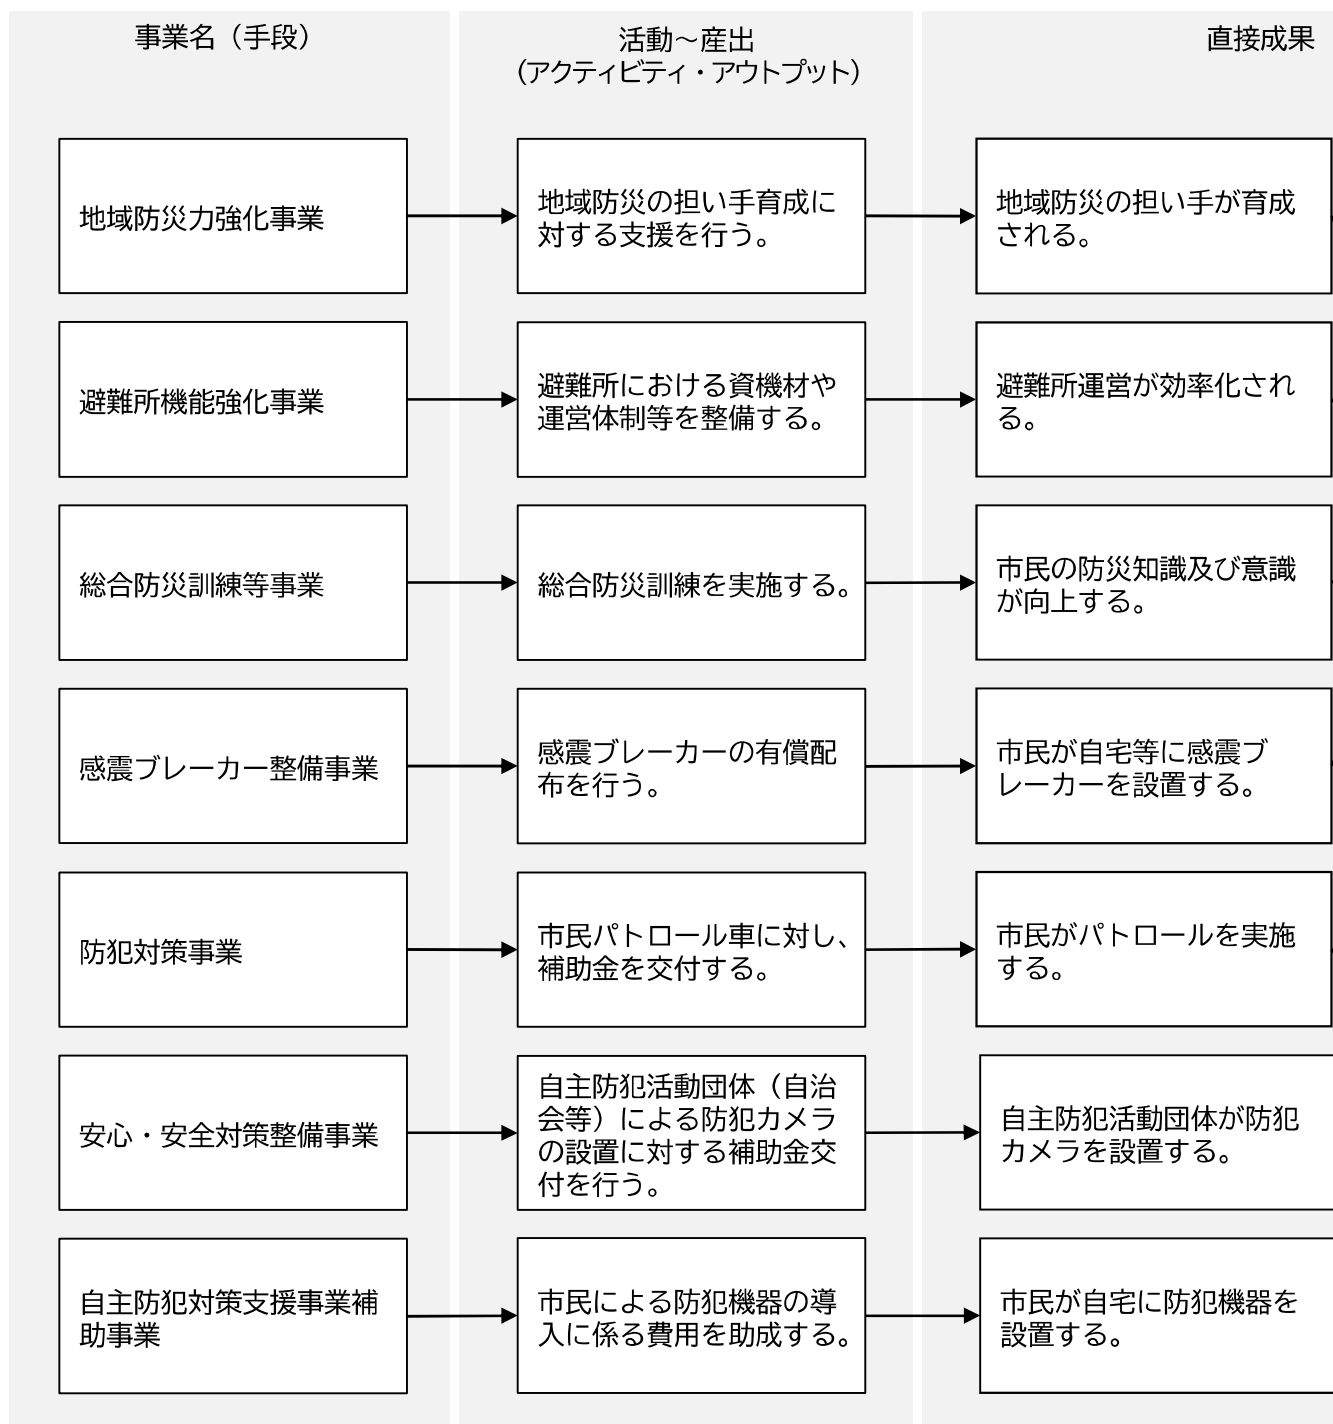 事業名（手段）
活動～産出
（アクティビティ・アウトプット）
直接成果
地域防災力強化事業
地域防災の担い手育成に
対する支援を行う。
地域防災の担い手が育成
される。
避難所機能強化事業
避難所における資機材や
運営体制等を整備する。
避難所運営が効率化され
る。
総合防災訓練等事業
総合防災訓練を実施する。
市民の防災知識及び意識
が向上する。
感震ブレーカー整備事業
感震ブレーカーの有償配
布を行う。
市民が自宅等に感震ブ
レーカーを設置する。
防犯対策事業
市民パトロール車に対し、
補助金を交付する。
市民がパトロールを実施
する。
安心・安全対策整備事業
自主防犯活動団体（自治
会等）による防犯カメラ
の設置に対する補助金交
付を行う。
自主防犯活動団体が防犯
カメラを設置する。
自主防犯対策支援事業補
助事業
市民による防犯機器の導
入に係る費用を助成する。
市民が自宅に防犯機器を
設置する。